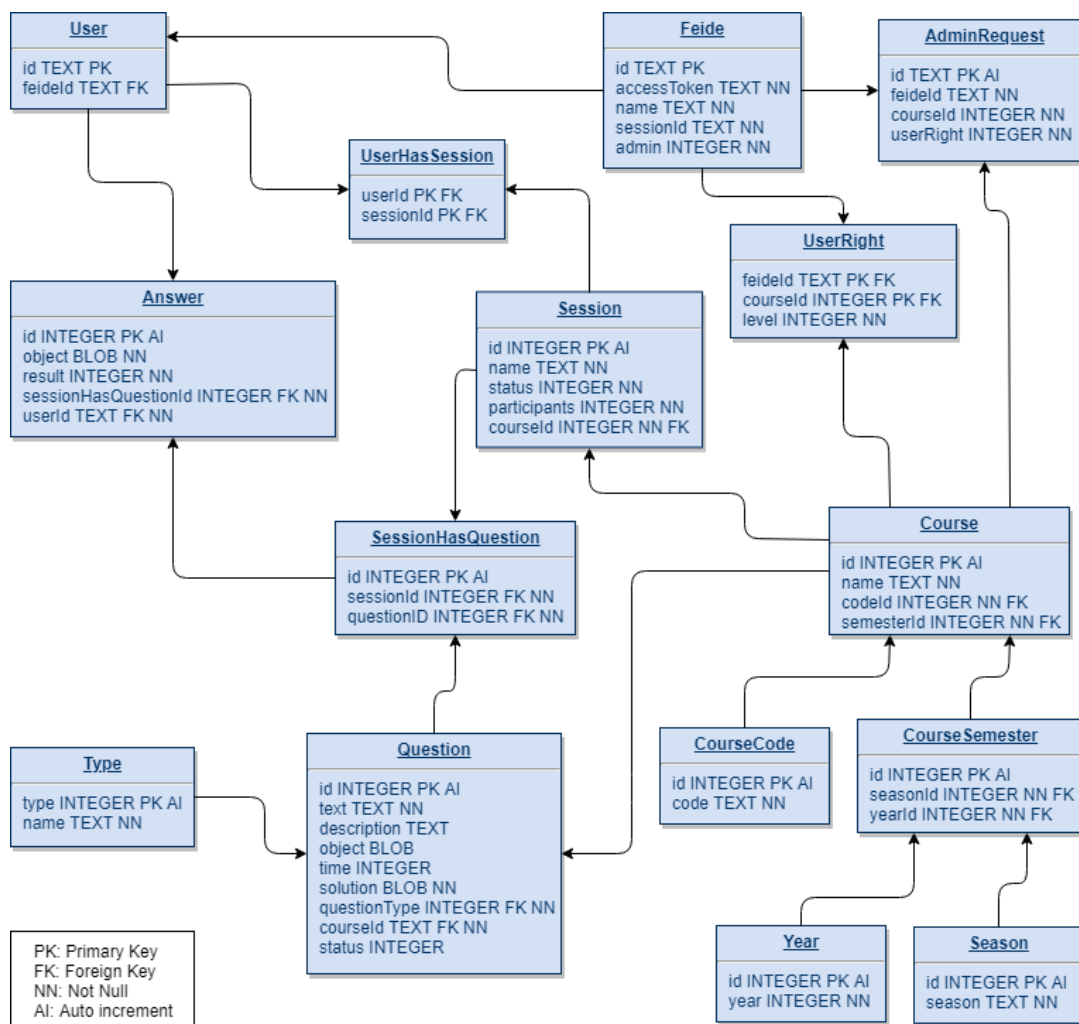 User
id TEXT PK
feideId TEXT FK
Feide
id TEXT PK
accessToken TEXT NN
name TEXT NN
sessionId TEXT NN
admin INTEGER NN
AdminRequest
id TEXT PK AI
feideId TEXT NN
courseId INTEGER NN
userRight INTEGER NN
UserHasSession
userId PK FK
sessionId PK FK
UserRight
feideId TEXT PK FK
courseId INTEGER PK FK
level INTEGER NN
Answer
id INTEGER PK AI
object BLOB NN
result INTEGER NN
sessionHasQuestionId INTEGER FK NN
userId TEXT FK NN
Session
id INTEGER PK AI
name TEXT NN
status INTEGER NN
participants INTEGER NN
courseId INTEGER NN FK
SessionHasQuestion
id INTEGER PK AI
sessionId INTEGER FK NN
questionID INTEGER FK NN
Course
id INTEGER PK AI
name TEXT NN
codeId INTEGER NN FK
semesterId INTEGER NN FK
Type
type INTEGER PK AI
name TEXT NN
Question
id INTEGER PK AI
text TEXT NN
description TEXT
object BLOB
time INTEGER
solution BLOB NN
questionType INTEGER FK NN
courseId TEXT FK NN
status INTEGER
CourseCode
id INTEGER PK AI
code TEXT NN
CourseSemester
id INTEGER PK AI
seasonId INTEGER NN FK
yearId INTEGER NN FK
Year
id INTEGER PK AI
year INTEGER NN
Season
id INTEGER PK AI
season TEXT NN
PK: Primary Key
FK: Foreign Key
NN: Not Null
AI: Auto increment